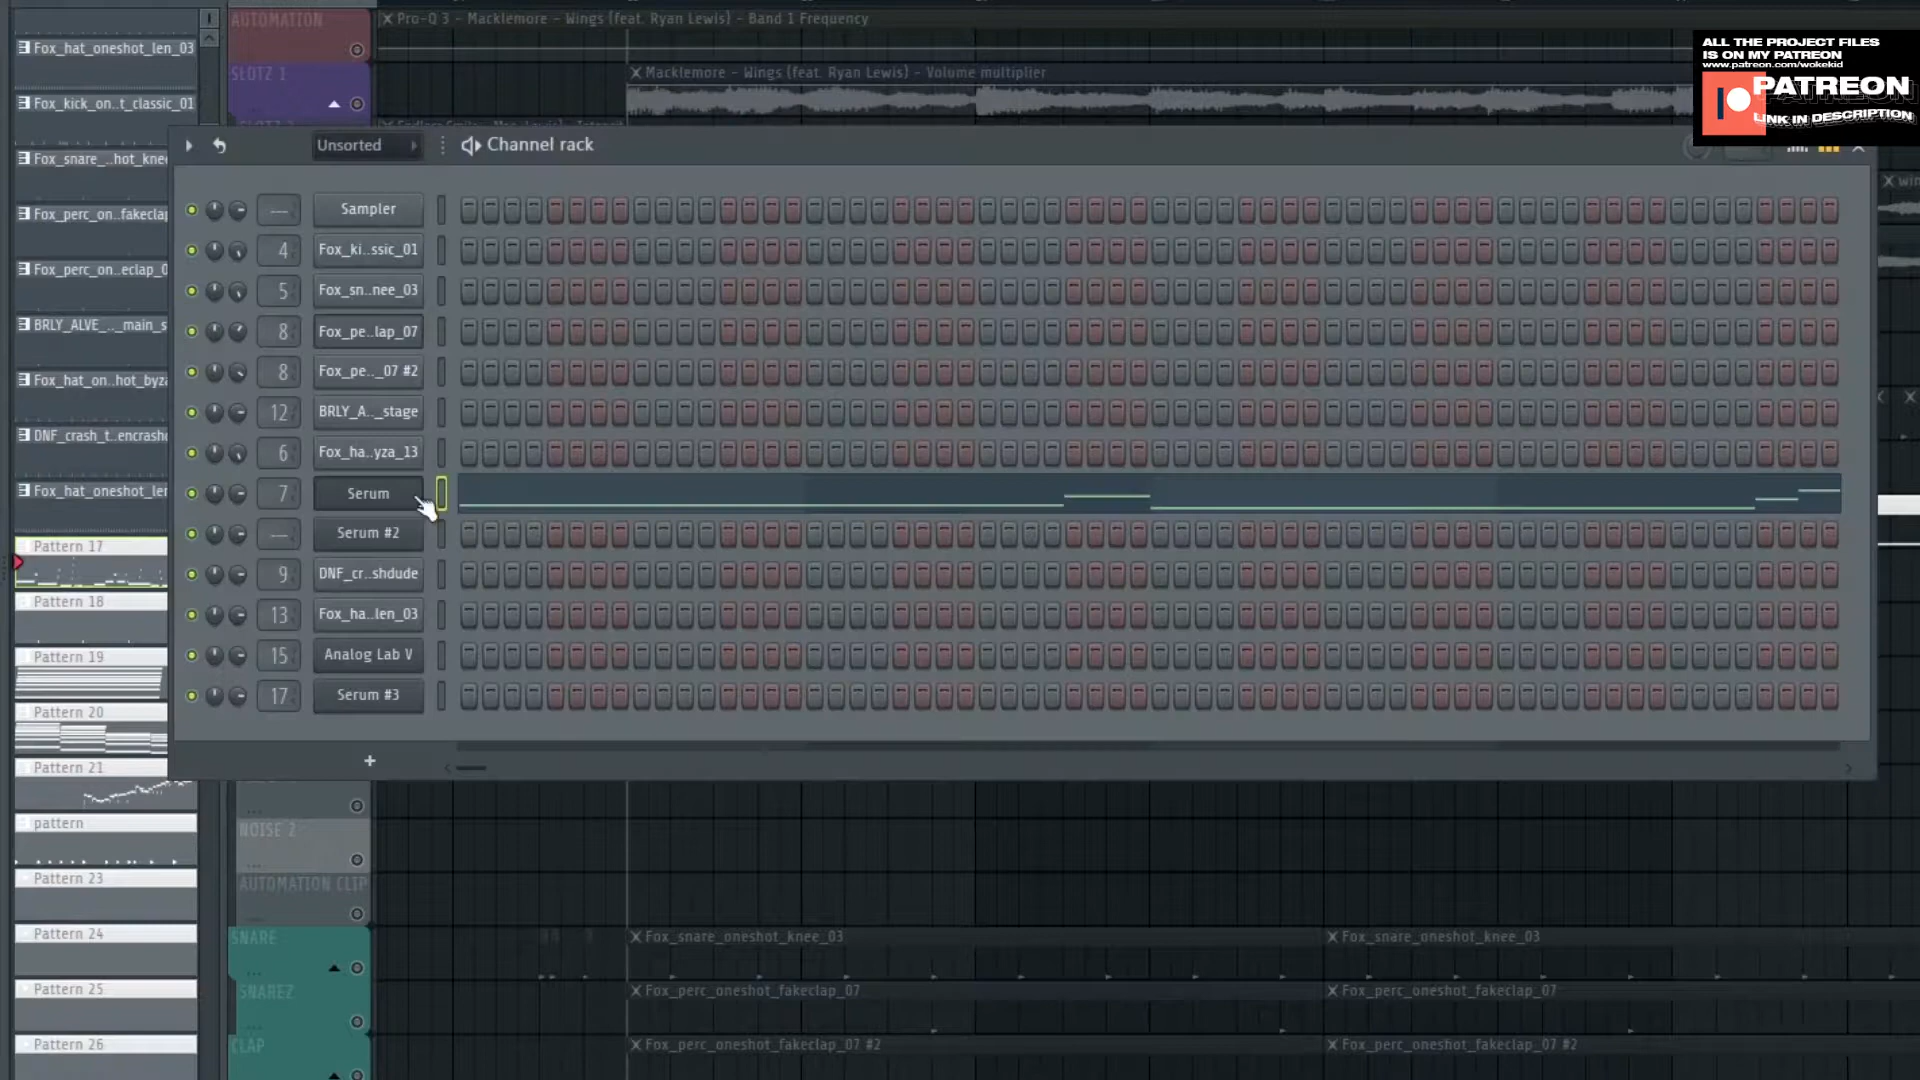 AUTOMATION
Pro-Q 3 - Macklemore - Wings (feat. Ryan Lewis) - Band 1 Frequency
Fox_hat_oneshot_len_03
SLOTZ 1
Macklemore - Wings (feat. Ryan Lewis) - Volume multiplier
ALL THE PROJECT FILES
IS ON MY PATREON
www.patreon.com/wokekid
PATREON
LINK IN DESCRIPTION
Fox_kick_on..t_classic_01
Unsorted
Channel rack
Fox_snare_..hot_knee
Fox_perc_on..fakeclap
Fox_perc_on..eclap_0
BRLY_ALVE_.._main_s
Fox_hat_on..hot_byza
DNF_crash_t..encrashd
Fox_hat_oneshot_len
Sampler
4 Fox_ki..ssic_01
5 Fox_sn..nee_03
8 Fox_pe..lap_07
8 Fox_pe.._07 #2
12 BRLY_A.._stage
6 Fox_ha..yza_13
7 Serum
Serum #2
9 DNF_cr..shdude
13 Fox_ha..len_03
15 Analog Lab V
17 Serum #3
Pattern 17
Pattern 18
Pattern 19
Pattern 20
Pattern 21
pattern
Pattern 23
Pattern 24
Pattern 25
Pattern 26
NOISE 2
AUTOMATION CLIP
SNARE
Fox_snare_oneshot_knee_03
Fox_snare_oneshot_knee_03
SNAREZ
Fox_perc_oneshot_fakeclap_07
Fox_perc_oneshot_fakeclap_07
CLAP
Fox_perc_oneshot_fakeclap_07 #2
Fox_perc_oneshot_fakeclap_07 #2